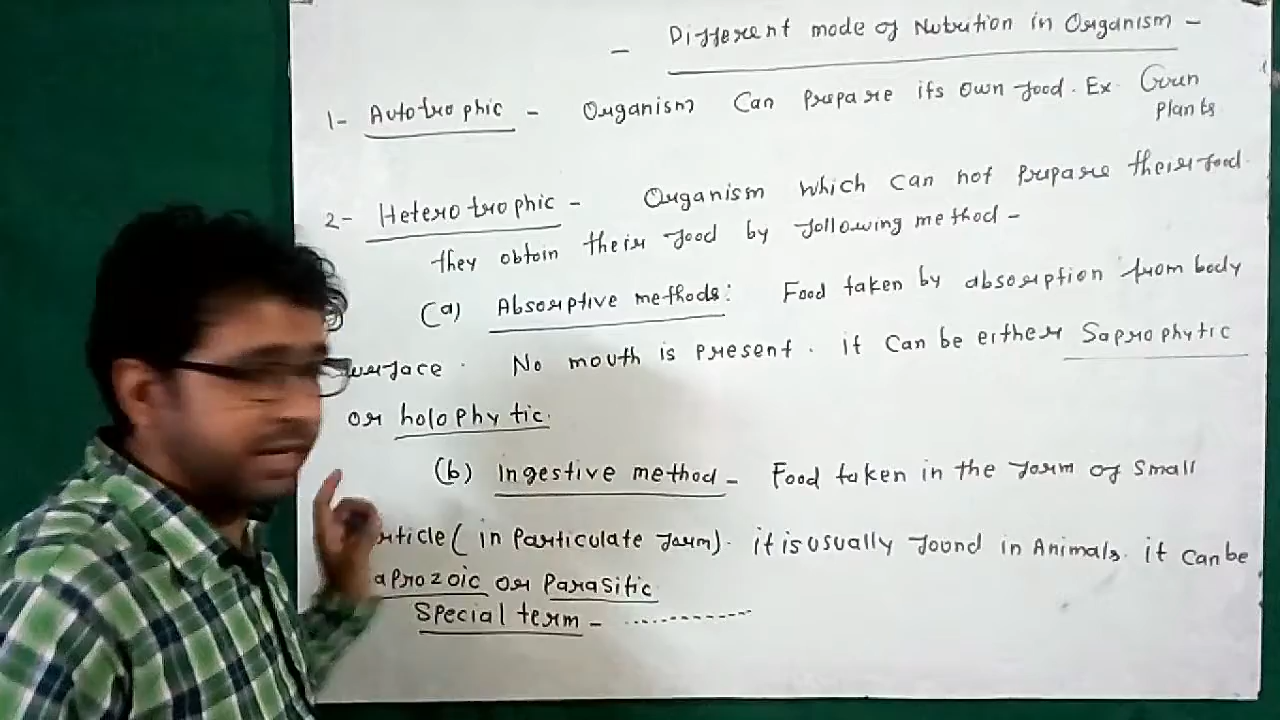 - Different mode of Nutrition in Organism -
1- Autotrophic - Organism Can prepare its own food. Ex. Green
plants
2- Heterotrophic - Organism which can not prepare their food.
they obtain their food by following method -
(a) Absorptive methods: Food taken by absorption from body
urface. No mouth is present. it can be either Saprophytic
or holophytic.
(b) Ingestive method - Food taken in the form of Small
rticle (in Particulate form). it is usually found in Animals. it can be
aprozoic or Parasitic
Special term - ............